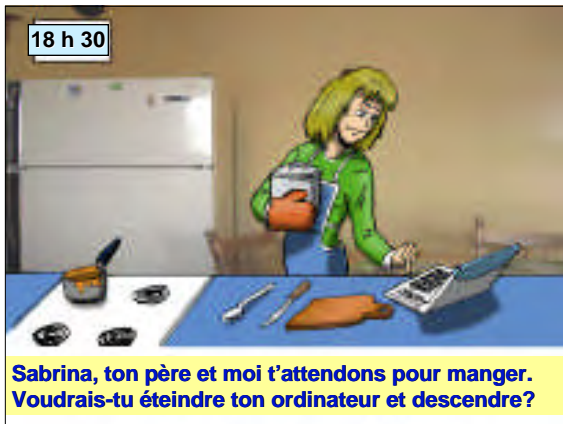 18 h 30
Sabrina, ton père et moi t'attendons pour manger.
Voudrais-tu éteindre ton ordinateur et descendre?